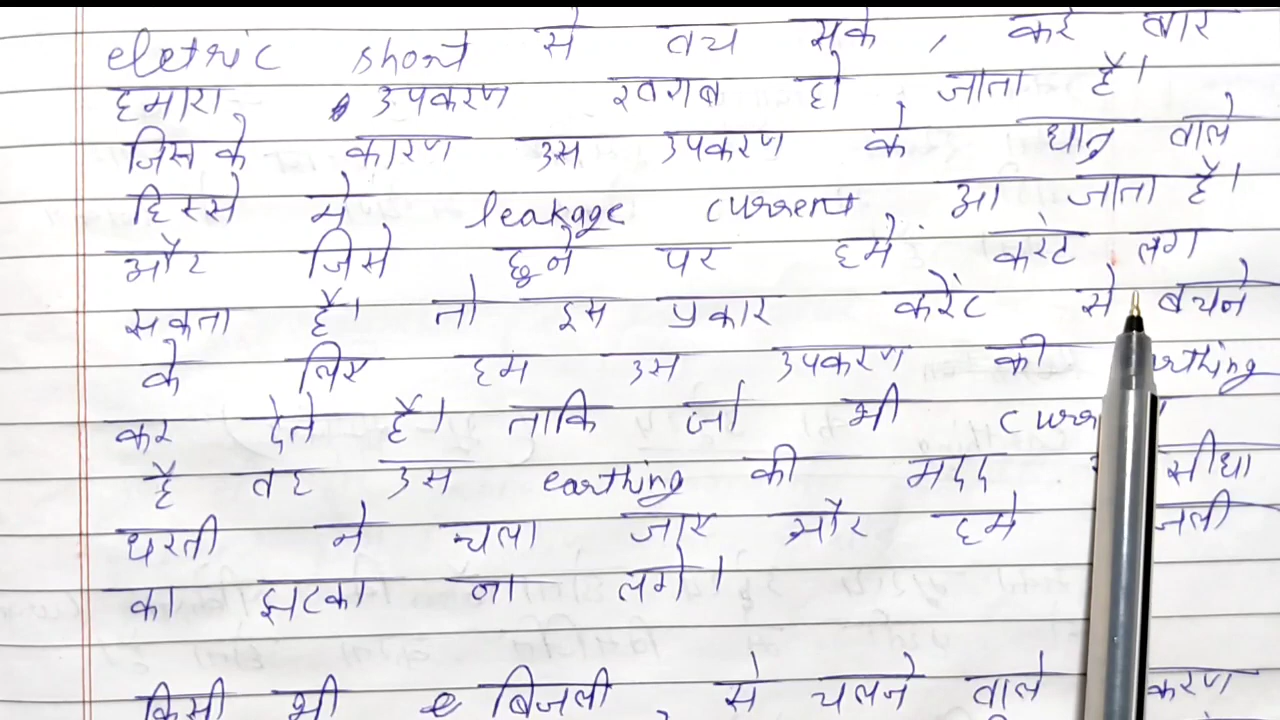 eletric short से बच सके, कई बार
हमारा उपकरण खराब हो जाता है।
जिसके कारण उस उपकरण के धातु वाले
हिस्से मे leakage current आ जाता है।
और जिसे छुने पर हमे करंट लग
सकता है। तो इस प्रकार करेंट से बचने
के लिए हम उस उपकरण की
कर देते है। ताकि जो भी
है वह उस earthing की मदद सीधा
धरती मे चला जाए और हमे
का झटका ना लगे।
किसी भी बिजली से चलने वाले